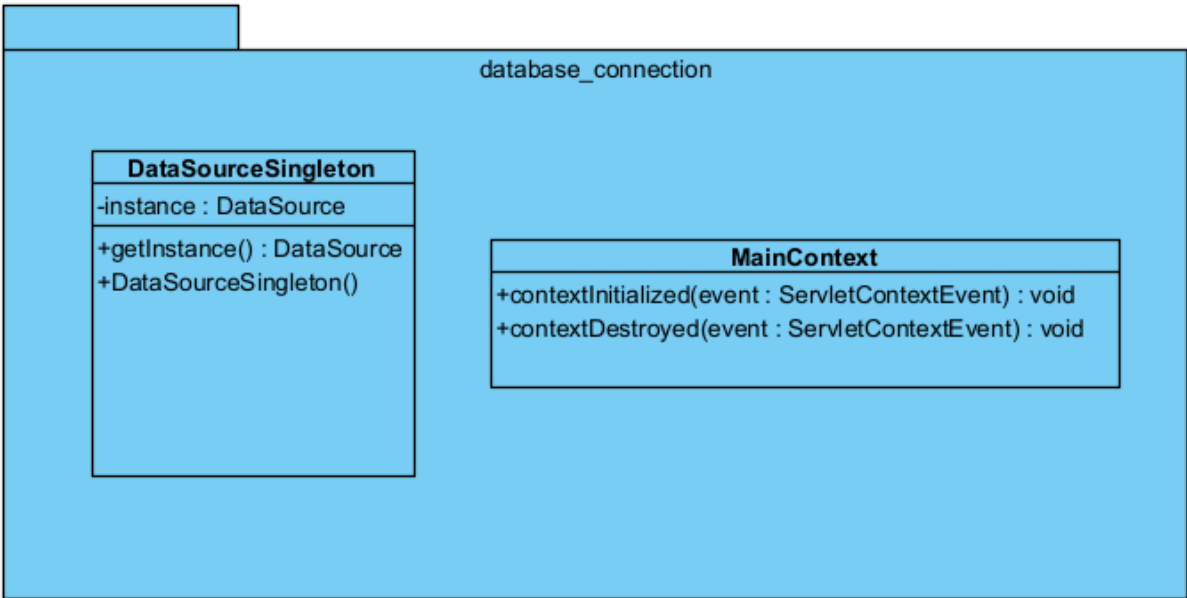 database_connection
DataSourceSingleton
-instance : DataSource
+getInstance() : DataSource
+DataSourceSingleton()
MainContext
+contextInitialized(event : ServletContextEvent) : void
+contextDestroyed(event : ServletContextEvent) : void